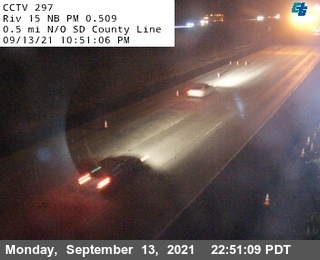 CCTV 297
Riv 15 NB PM 0.509
0.5 mi N/O SD County Line
09/13/21 10:51:06 PM
Monday, September 13, 2021 22:51:09 PDT